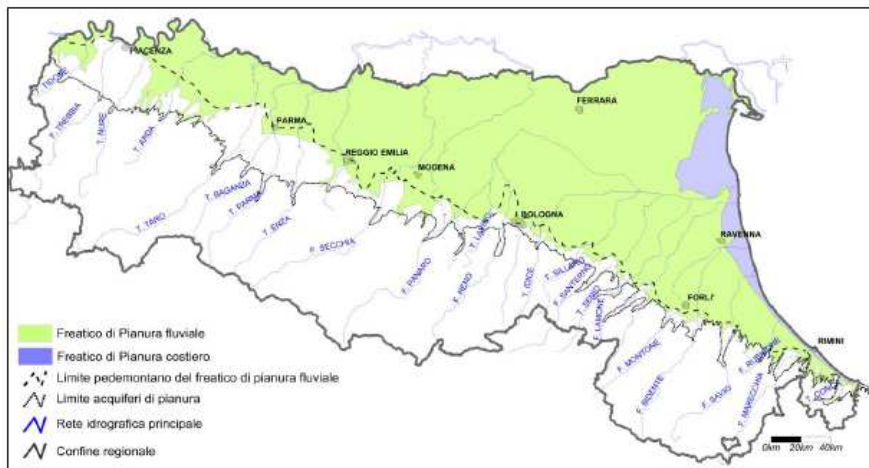 PIACENZA
T. TIDONE
F. TREBBIA
T. NURE
T. ARDA
PARMA
FERRARA
REGGIO EMILIA
MODENA
T. BAGANZA
T. PARMA
T. TARO
T. ENZA
F. SECCHIA
BOLOGNA
F. PANARO
F. RENO
T. IDICE
T. SILLARO
F. SANTERNO
T. SENIO
F. LAMONE
RAVENNA
FORLI'
F. MONTONE
F. BIDENTE
F. SAVIO
F. RUBICONE
F. MARECCHIA
RIMINI
T. CONCA
Freatico di Pianura fluviale
Freatico di Pianura costiero
Limite pedemontano del freatico di pianura fluviale
Limite acquiferi di pianura
Rete idrografica principale
Confine regionale
0km 20km 40km